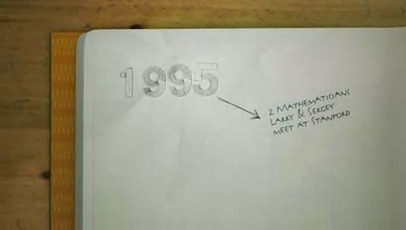 1995
2 MATHEMATICIANS
LARRY & SERGEY
MEET AT STANFORD